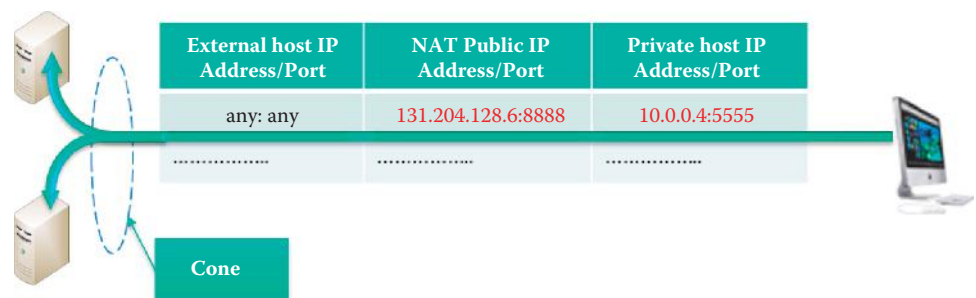 External host IP
Address/Port
NAT Public IP
Address/Port
Private host IP
Address/Port
any: any
131.204.128.6:8888
10.0.0.4:5555
................. ................. .................
Cone